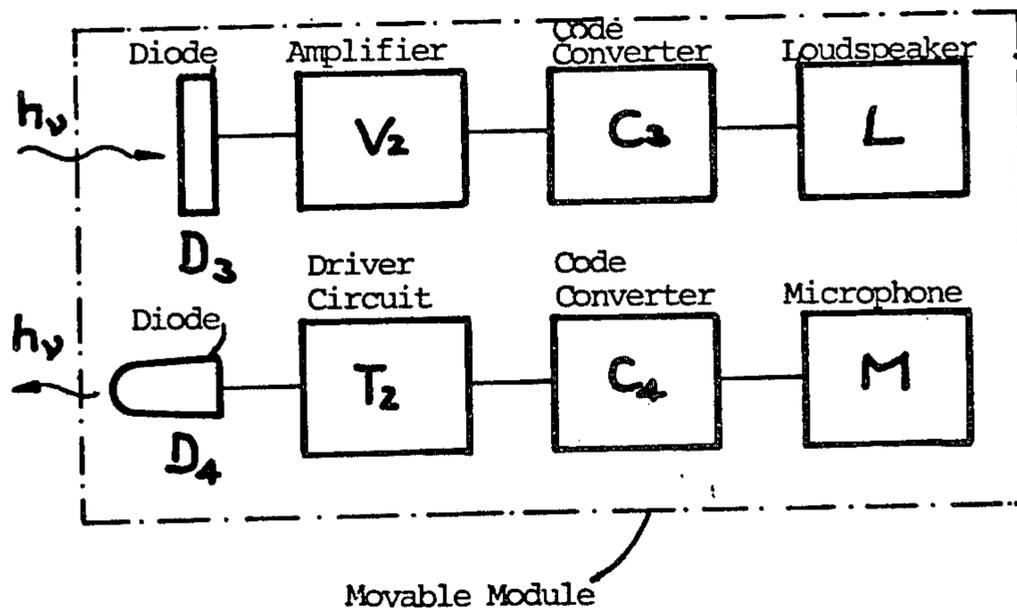 Diode
Amplifier
Code
Converter
Loudspeaker
hν
V2
C3
L
D3
Driver
Circuit
Code
Converter
Microphone
Diode
hν
T2
C4
M
D4
Movable Module